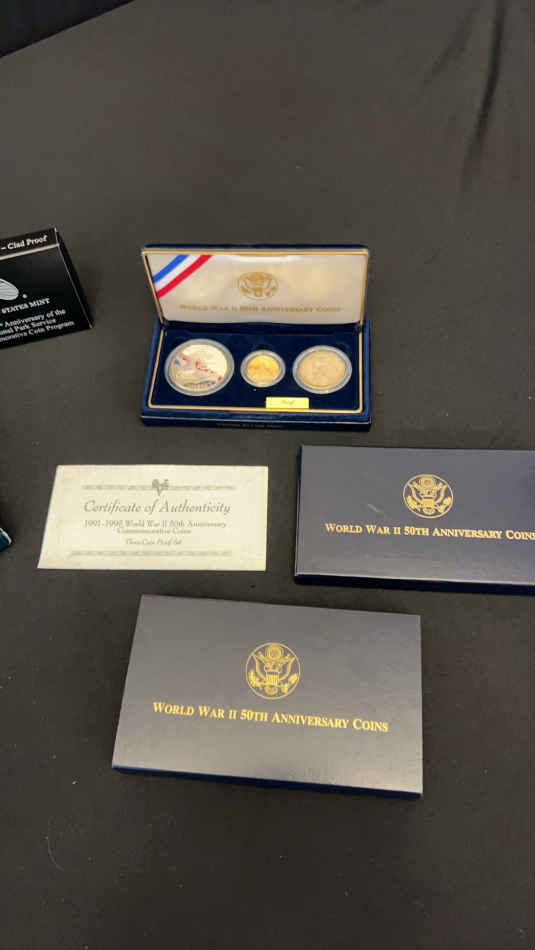 – Clad Proof
STATES MINT
Anniversary of the
onal Park Service
morative Coin Program
WORLD WAR II 50TH ANNIVERSARY COINS
Proof
Certificate of Authenticity
1991-1995 World War II 50th Anniversary
Commemorative Coins
Three-Coin Proof Set
WORLD WAR II 50TH ANNIVERSARY COINS
WORLD WAR II 50TH ANNIVERSARY COINS